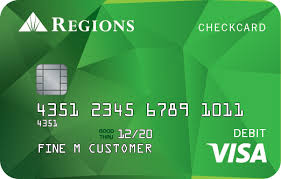 REGIONS
CHECKCARD
4351 2345 6789 1011
4351
GOOD THRU 12/20
DEBIT
FINE M CUSTOMER
VISA